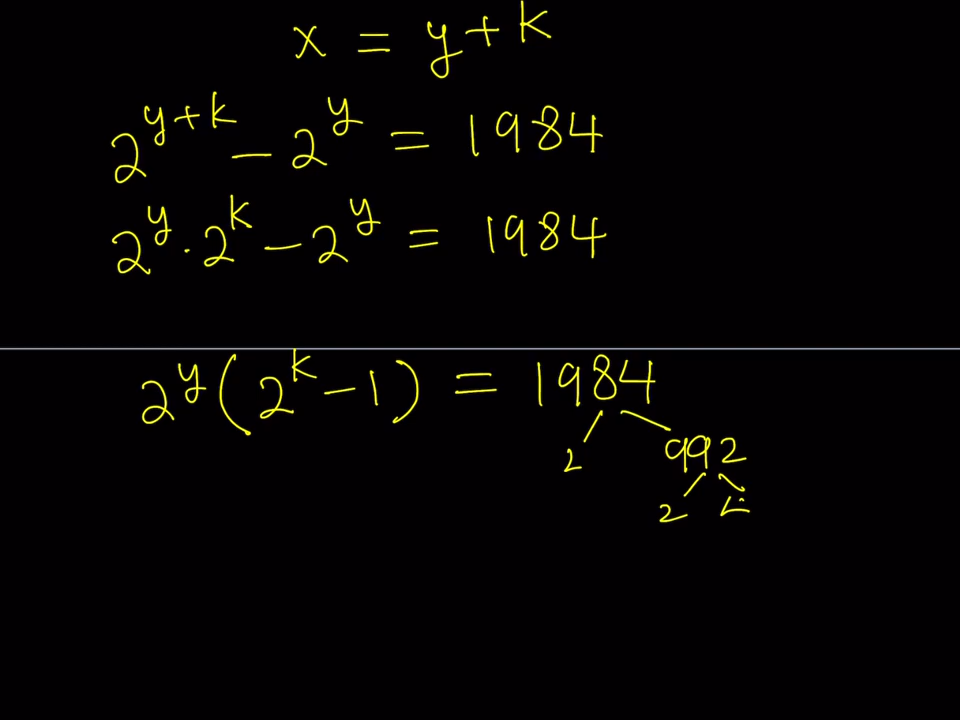 x = y+k
2^{y+k} - 2^y = 1984
2^y · 2^k - 2^y = 1984
2^y (2^k - 1) = 1984
2 992
2